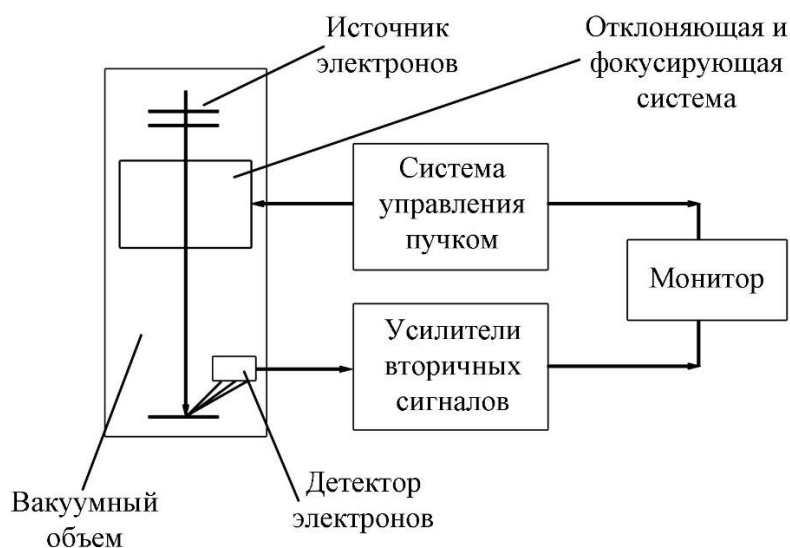 Источник
электронов
Отклоняющая и
фокусирующая
система
Система
управления
пучком
Монитор
Усилители
вторичных
сигналов
Вакуумный
объем
Детектор
электронов